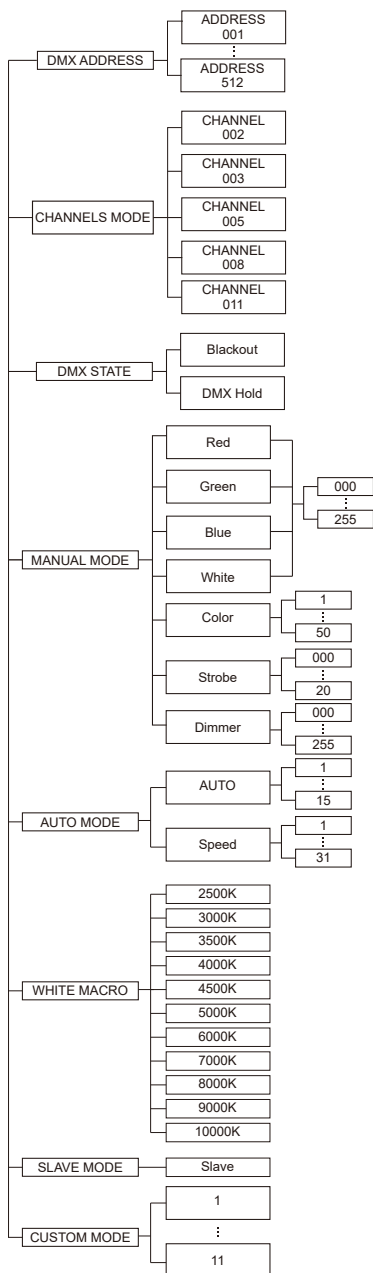 DMX ADDRESS
ADDRESS
001
ADDRESS
512
CHANNELS MODE
CHANNEL
002
CHANNEL
003
CHANNEL
005
CHANNEL
008
CHANNEL
011
DMX STATE
Blackout
DMX Hold
MANUAL MODE
Red
Green
Blue
White
000
255
Color
1
50
Strobe
000
20
Dimmer
000
255
AUTO MODE
AUTO
1
15
Speed
1
31
WHITE MACRO
2500K
3000K
3500K
4000K
4500K
5000K
6000K
7000K
8000K
9000K
10000K
SLAVE MODE
Slave
CUSTOM MODE
1
11